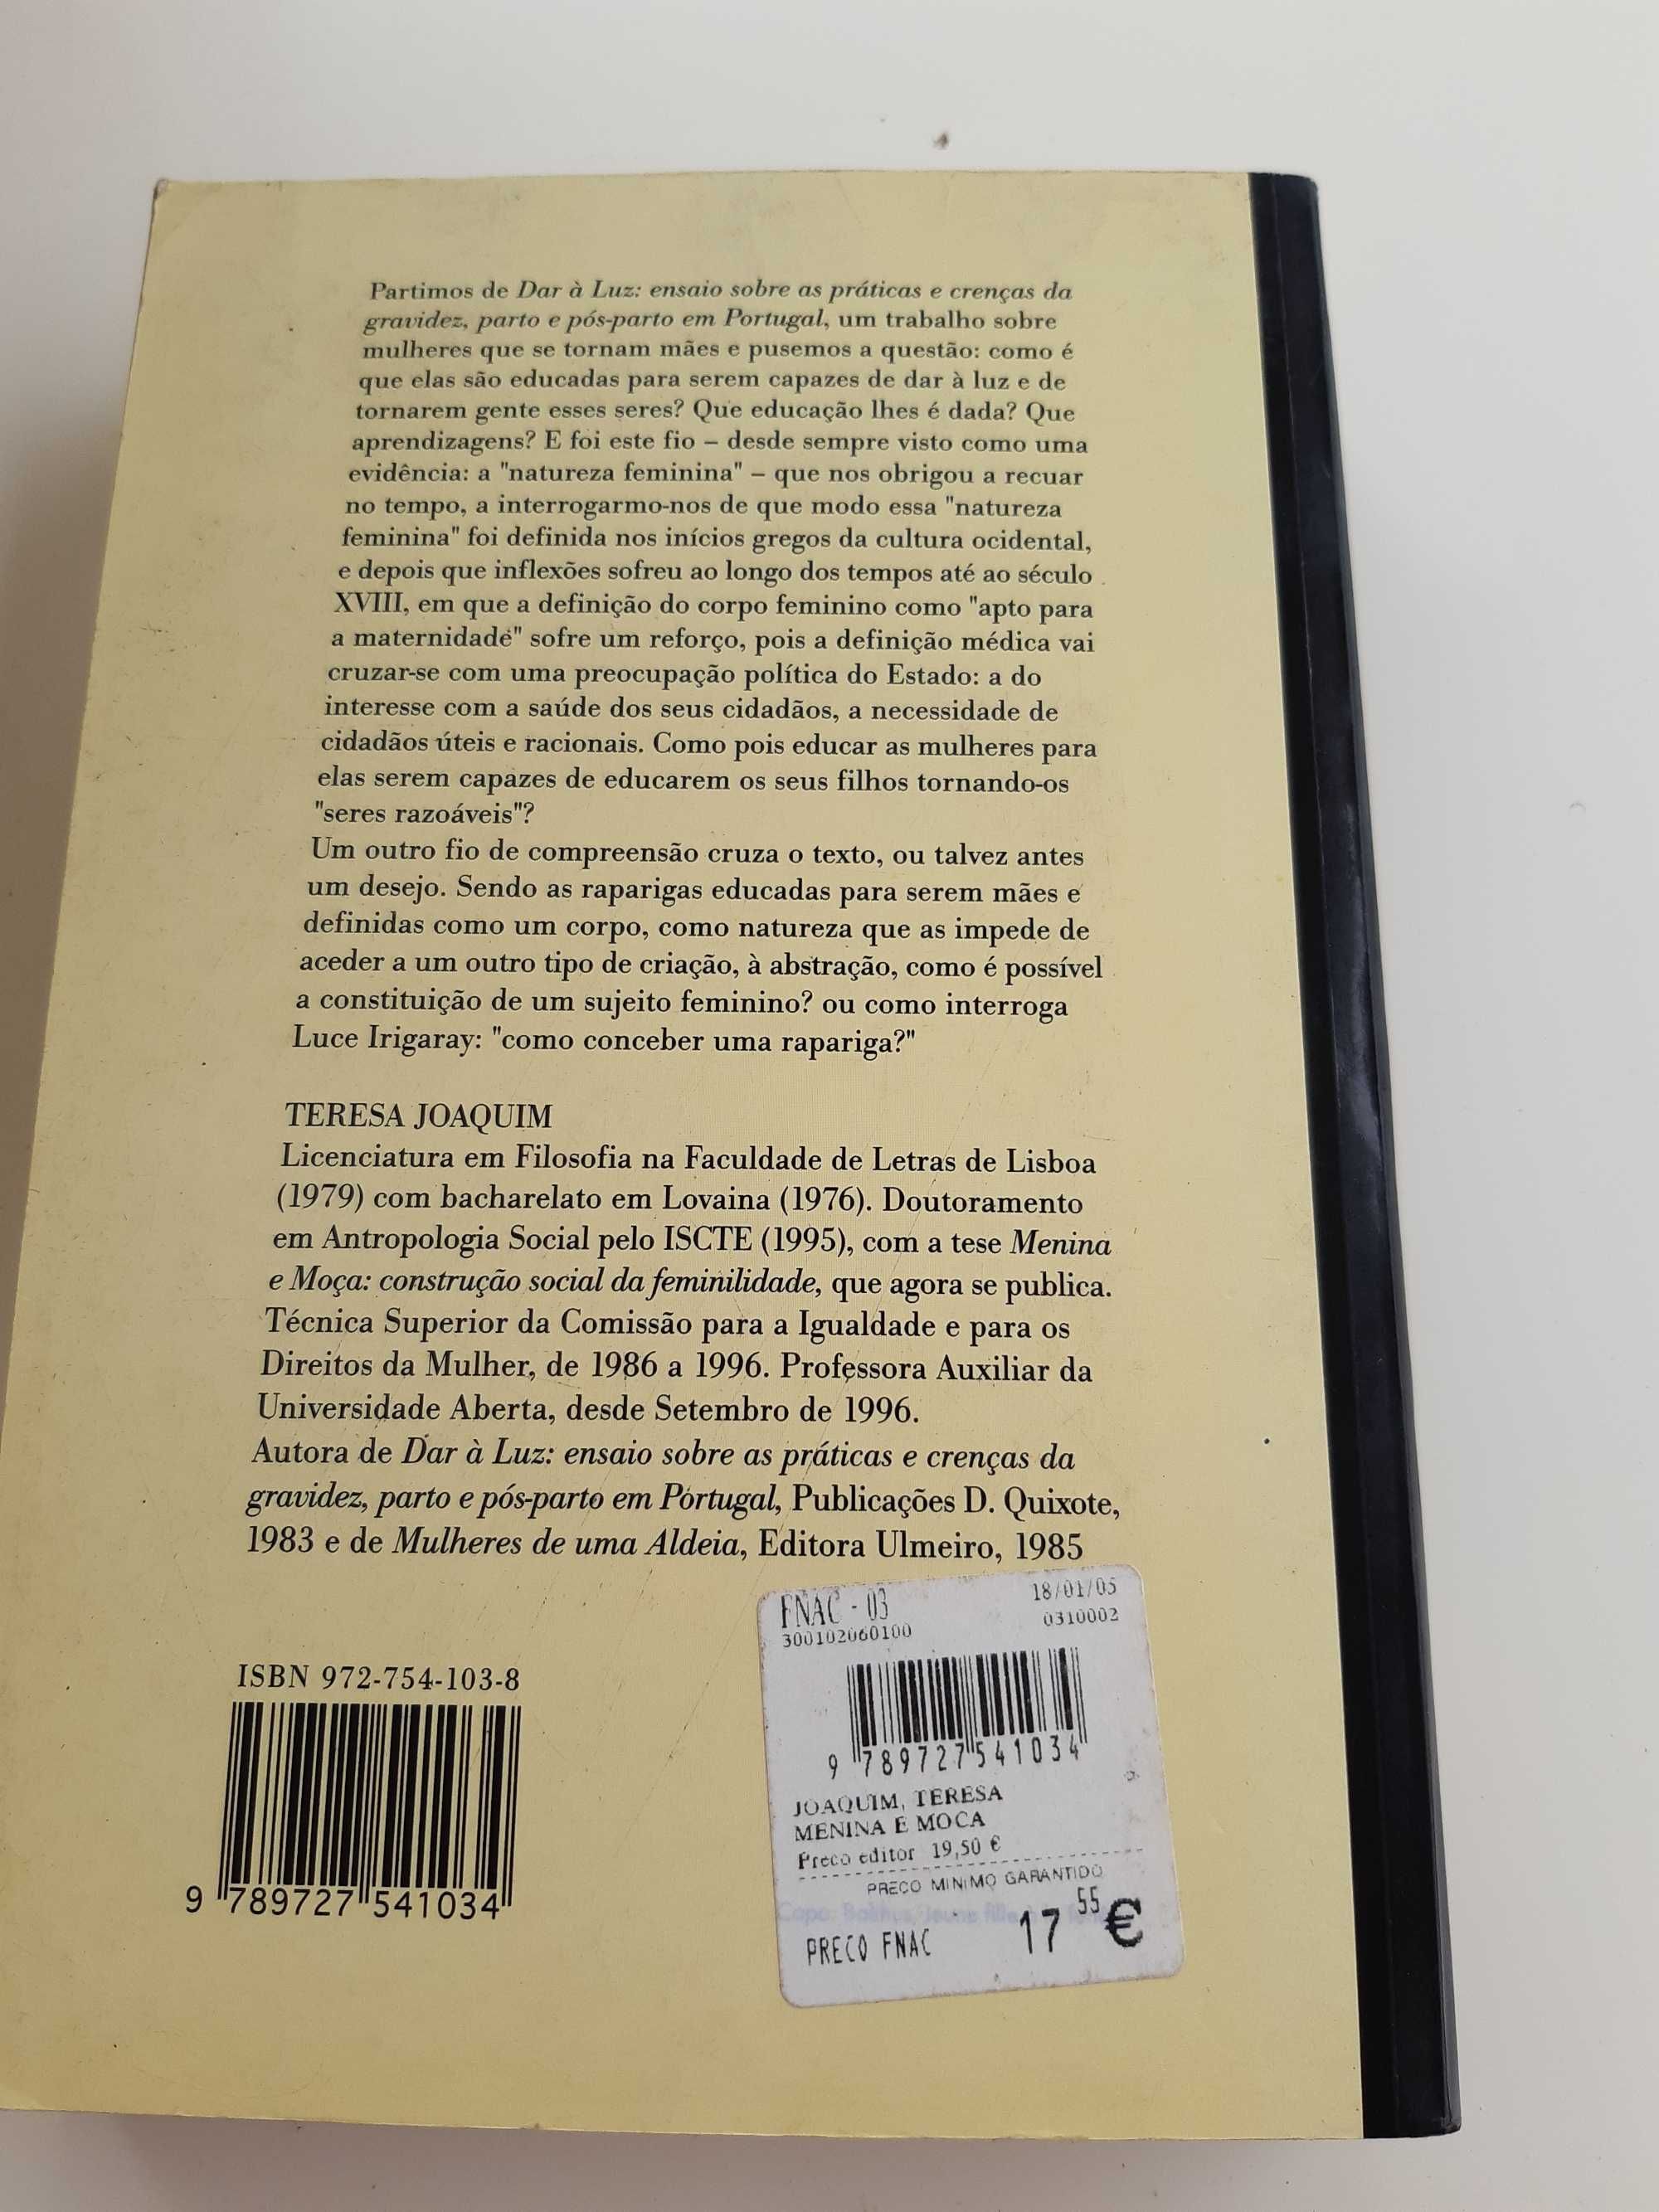 Partimos de Dar à Luz: ensaio sobre as práticas e crenças da
gravidez, parto e pós-parto em Portugal, um trabalho sobre
mulheres que se tornam mães e pusemos a questão: como é
que elas são educadas para serem capazes de dar à luz e de
tornarem gente esses seres? Que educação lhes é dada? Que
aprendizagens? E foi este fio – desde sempre visto como uma
evidência: a "natureza feminina" – que nos obrigou a recuar
no tempo, a interrogarmo-nos de que modo essa "natureza
feminina" foi definida nos inícios gregos da cultura ocidental,
e depois que inflexões sofreu ao longo dos tempos até ao século
XVIII, em que a definição do corpo feminino como "apto para
a maternidade" sofre um reforço, pois a definição médica vai
cruzar-se com uma preocupação política do Estado: a do
interesse com a saúde dos seus cidadãos, a necessidade de
cidadãos úteis e racionais. Como pois educar as mulheres para
elas serem capazes de educarem os seus filhos tornando-os
"seres razoáveis"?
Um outro fio de compreensão cruza o texto, ou talvez antes
um desejo. Sendo as raparigas educadas para serem mães e
definidas como um corpo, como natureza que as impede de
aceder a um outro tipo de criação, à abstração, como é possível
a constituição de um sujeito feminino? ou como interroga
Luce Irigaray: "como conceber uma rapariga?"
TERESA JOAQUIM
Licenciatura em Filosofia na Faculdade de Letras de Lisboa
(1979) com bacharelato em Lovaina (1976). Doutoramento
em Antropologia Social pelo ISCTE (1995), com a tese Menina
e Moça: construção social da feminilidade, que agora se publica.
Técnica Superior da Comissão para a Igualdade e para os
Direitos da Mulher, de 1986 a 1996. Professora Auxiliar da
Universidade Aberta, desde Setembro de 1996.
Autora de Dar à Luz: ensaio sobre as práticas e crenças da
gravidez, parto e pós-parto em Portugal, Publicações D. Quixote,
1983 e de Mulheres de uma Aldeia, Editora Ulmeiro, 1985
ISBN 972-754-103-8
9 789727 541034
FNAC - 03 18/01/05
300102060100 0310002
9 789727 541034
JOAQUIM, TERESA
MENINA E MOCA
Preco editor 19,50 €
PRECO MINIMO GARANTIDO
Capa: Balthus, Jeune fille
PRECO FNAC 17 55 €